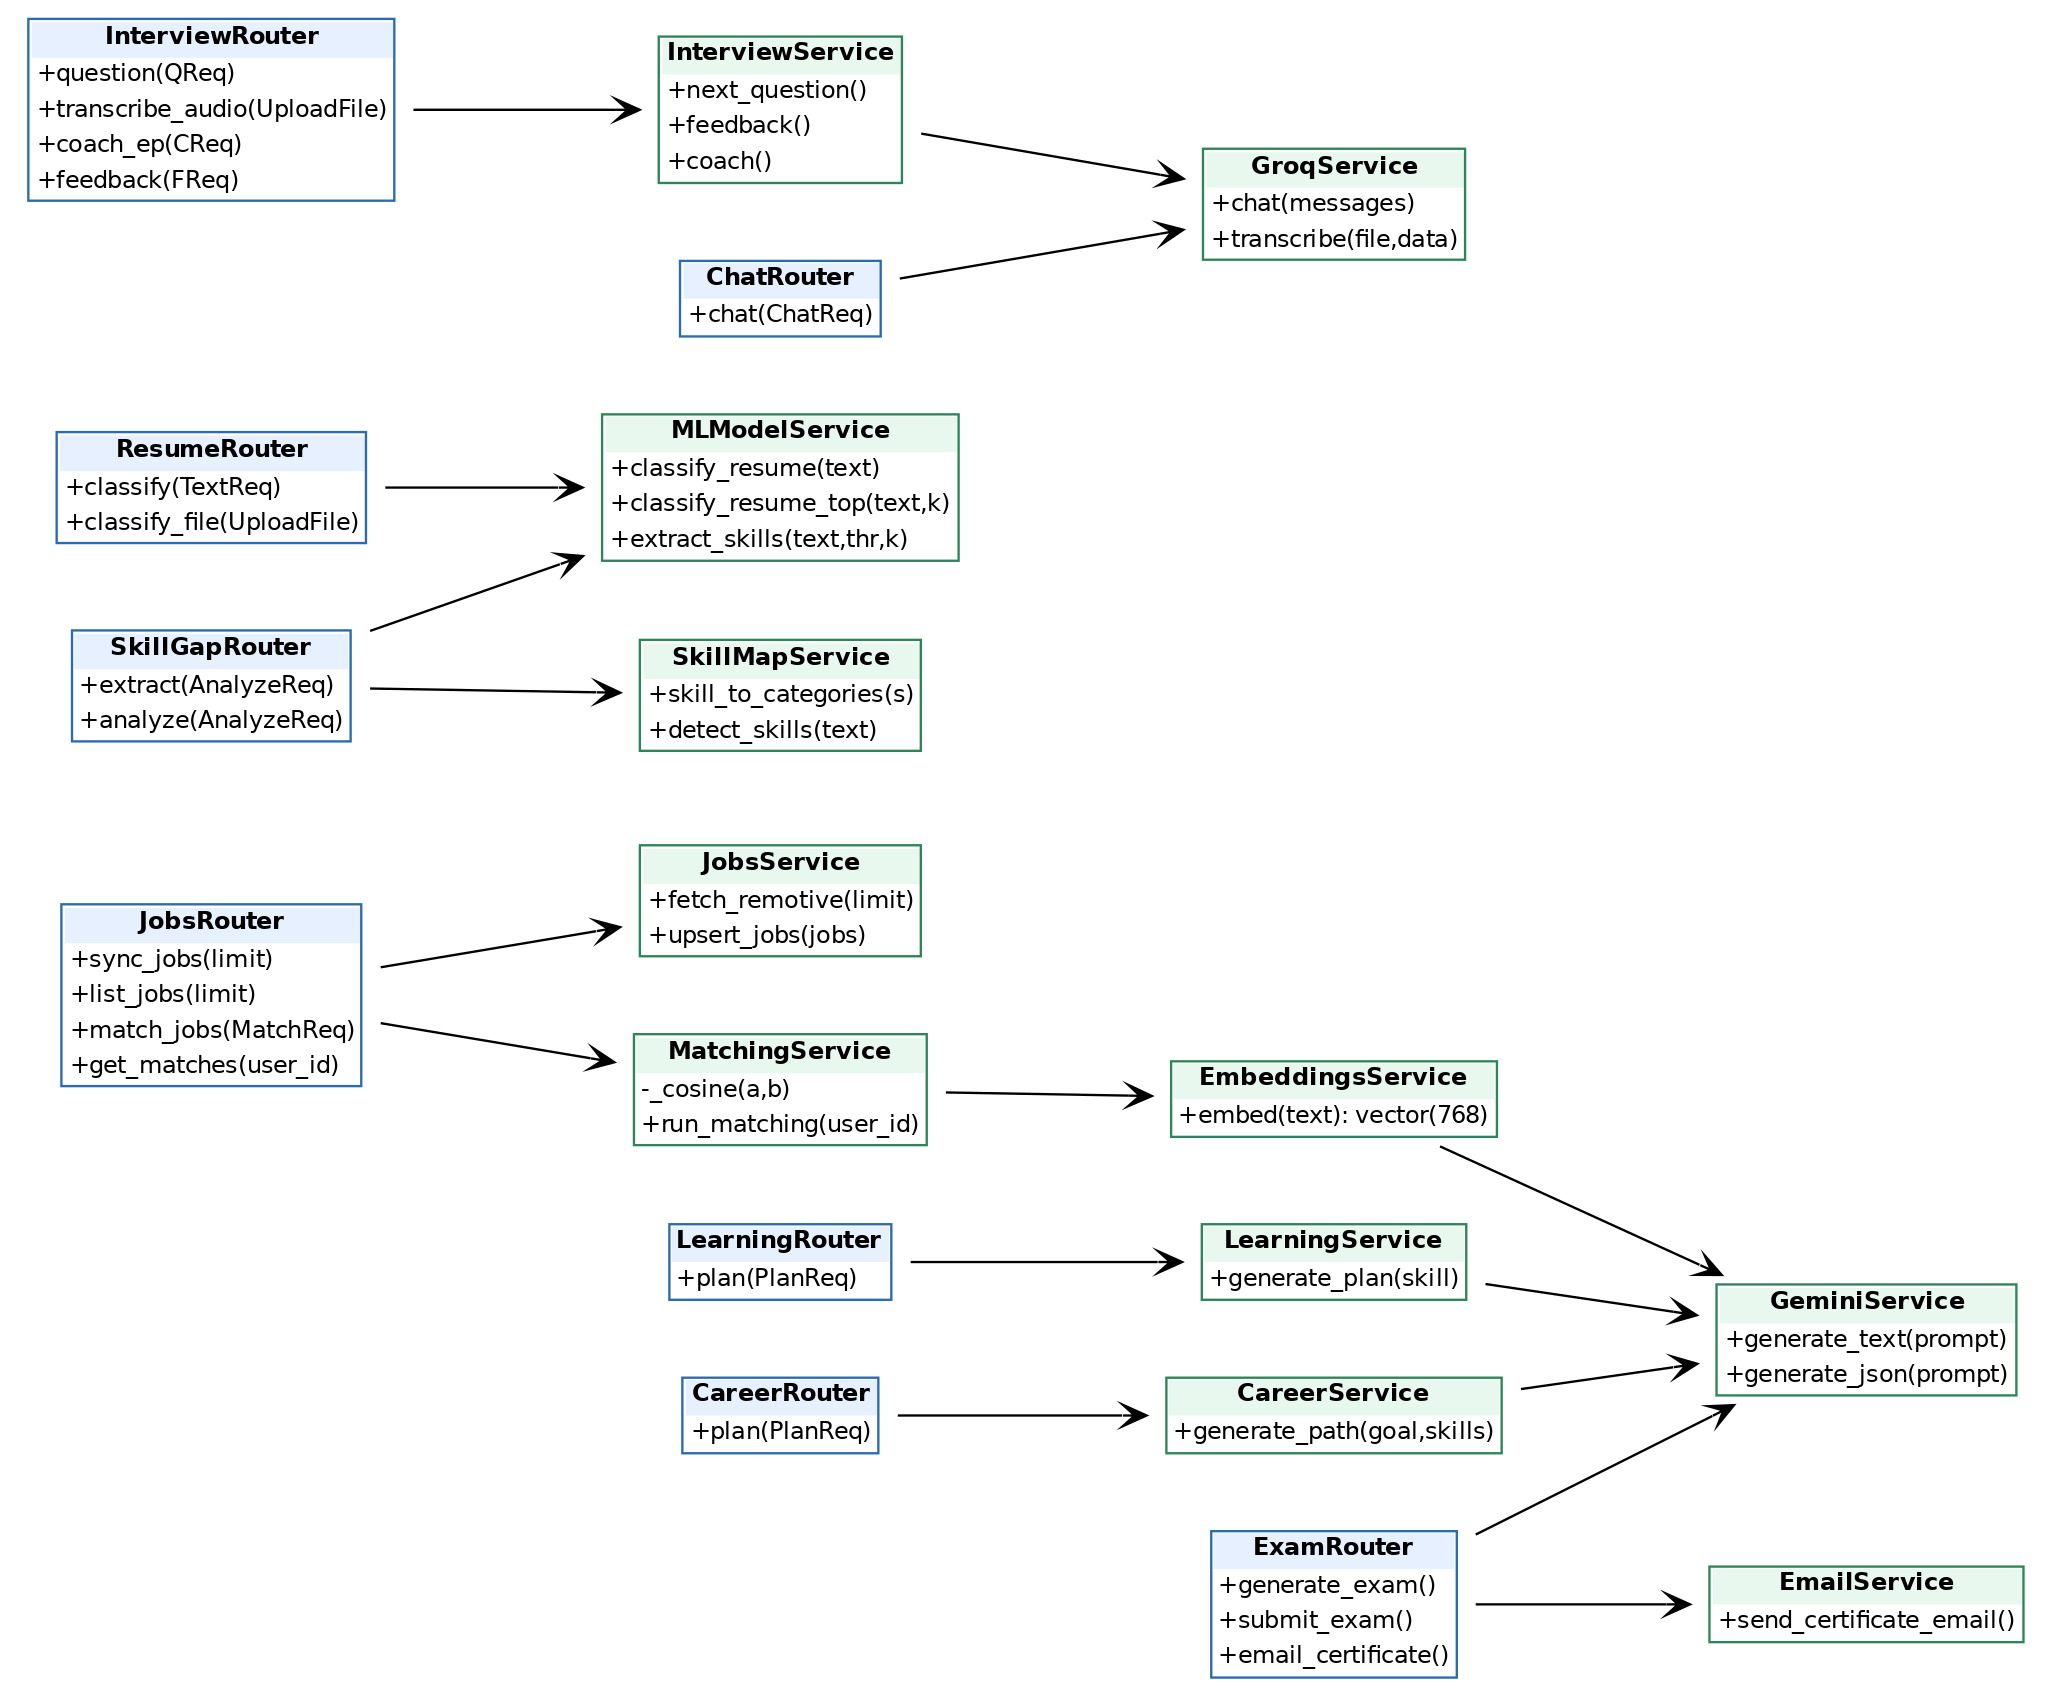 InterviewRouter
+question(QReq)
+transcribe_audio(UploadFile)
+coach_ep(CReq)
+feedback(FReq)
InterviewService
+next_question()
+feedback()
+coach()
GroqService
+chat(messages)
+transcribe(file,data)
ChatRouter
+chat(ChatReq)
ResumeRouter
+classify(TextReq)
+classify_file(UploadFile)
MLModelService
+classify_resume(text)
+classify_resume_top(text,k)
+extract_skills(text,thr,k)
SkillGapRouter
+extract(AnalyzeReq)
+analyze(AnalyzeReq)
SkillMapService
+skill_to_categories(s)
+detect_skills(text)
JobsRouter
+sync_jobs(limit)
+list_jobs(limit)
+match_jobs(MatchReq)
+get_matches(user_id)
JobsService
+fetch_remotive(limit)
+upsert_jobs(jobs)
MatchingService
-_cosine(a,b)
+run_matching(user_id)
EmbeddingsService
+embed(text): vector(768)
LearningRouter
+plan(PlanReq)
LearningService
+generate_plan(skill)
GeminiService
+generate_text(prompt)
+generate_json(prompt)
CareerRouter
+plan(PlanReq)
CareerService
+generate_path(goal,skills)
ExamRouter
+generate_exam()
+submit_exam()
+email_certificate()
EmailService
+send_certificate_email()